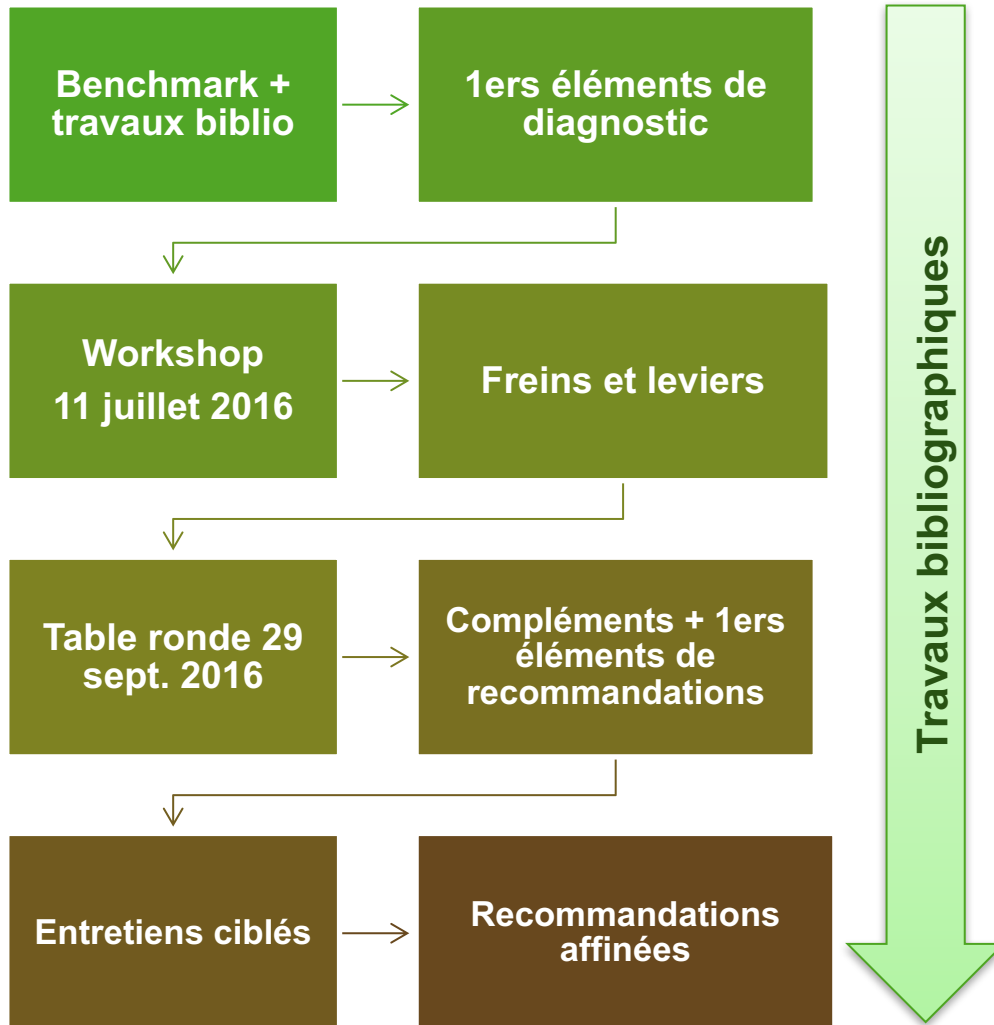 Benchmark +
travaux biblio
1ers éléments de
diagnostic
Workshop
11 juillet 2016
Freins et leviers
Table ronde 29
sept. 2016
Compléments + 1ers
éléments de
recommandations
Entretiens ciblés
Recommandations
affinées
Travaux bibliographiques